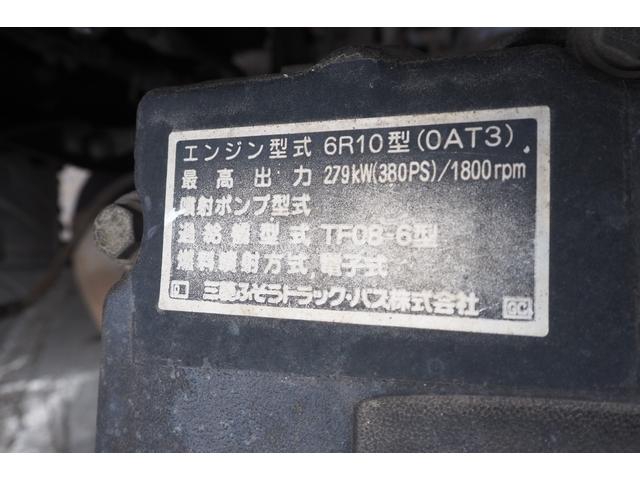 エンジン型式 6R10型(0AT3)
最高出力 279kW(380PS)/1800rpm
噴射ポンプ型式
過給機型式 TF08-6型
燃料噴射方式 電子式
三菱ふそうトラック・バス株式会社